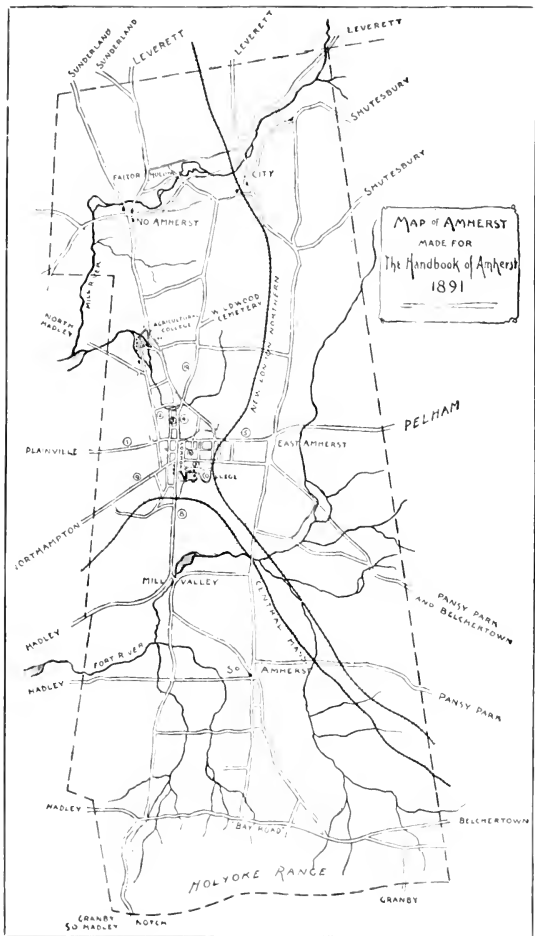 SUNDERLAND
SUNDERLAND
LEVERETT
LEVERETT
LEVERETT
SHUTESBURY
SHUTESBURY
FACTORY HOLLOW
CITY
NO AMHERST
MAP OF AMHERST
MADE FOR
The Handbook of Amherst
1891
MILL RIVER
NEW LONDON NORTHERN
NORTH HADLEY
AGRICULTURAL COLLEGE
WILDWOOD CEMETERY
PELHAM
PLAINVILLE
EAST AMHERST
COLLEGE
NORTHAMPTON
MILL VALLEY
CENTRAL MASS
PANSY PARK
AND BELCHERTOWN
HADLEY
FORT RIVER
HADLEY
SO AMHERST
PANSY PARK
HADLEY
BAY ROAD
BELCHERTOWN
HOLYOKE RANGE
GRANBY
SO HADLEY
NOTCH
GRANBY